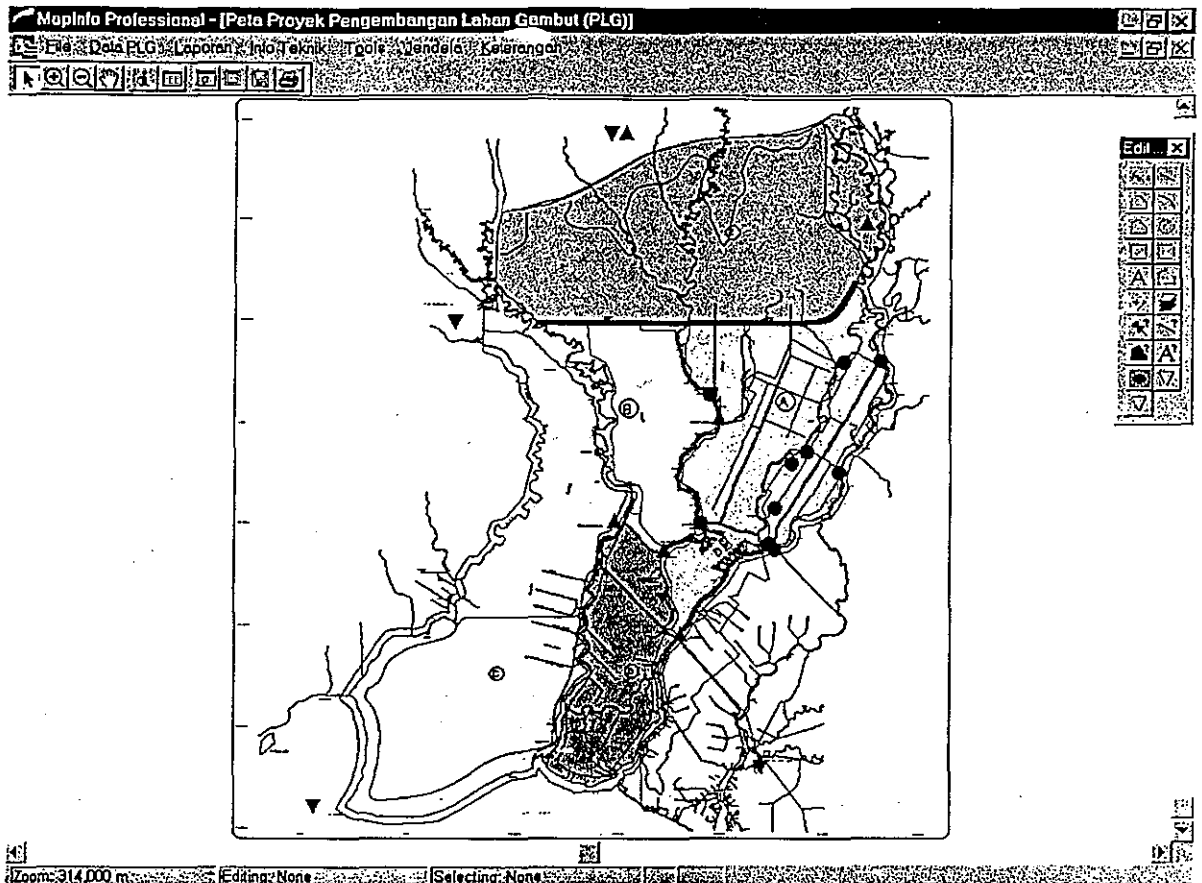 MapInfo Professional - [Peta Proyek Pengembangan Lahan Gambut (PLG)]
File Data PLG Laporan Info Teknik Tools Jendela Keterangan
Edit...
A
A
B
A
D
E
Zoom: 314,000 m
Editing: None
Selecting: None